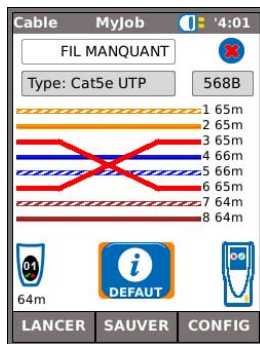 Cable MyJob '4:01
FIL MANQUANT
Type: Cat5e UTP 568B
1 65m
2 65m
3 65m
4 66m
5 66m
6 65m
7 64m
8 64m
01
64m
i
DEFAUT
LANCER SAUVER CONFIG